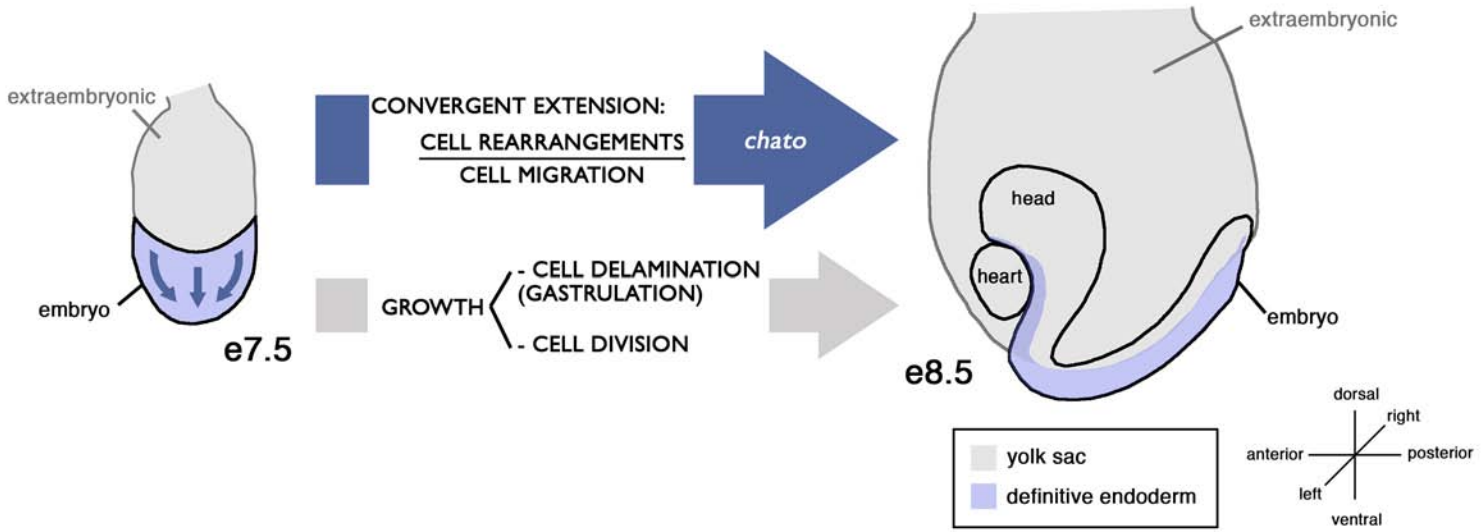 extraembryonic
embryo
e7.5
CONVERGENT EXTENSION:
CELL REARRANGEMENTS
CELL MIGRATION
chato
GROWTH
- CELL DELAMINATION
(GASTRULATION)
- CELL DIVISION
extraembryonic
head
heart
embryo
e8.5
yolk sac
definitive endoderm
dorsal
right
anterior
posterior
left
ventral